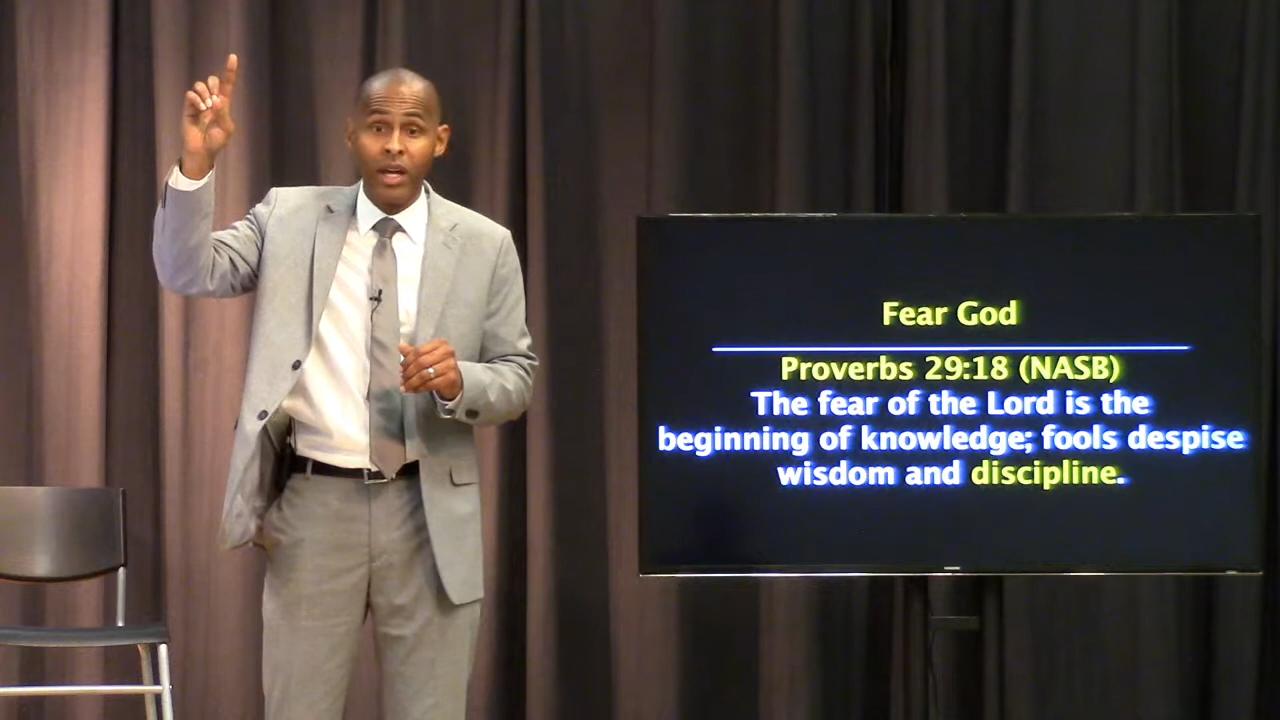 Fear God
Proverbs 29:18 (NASB)
The fear of the Lord is the
beginning of knowledge; fools despise
wisdom and discipline.